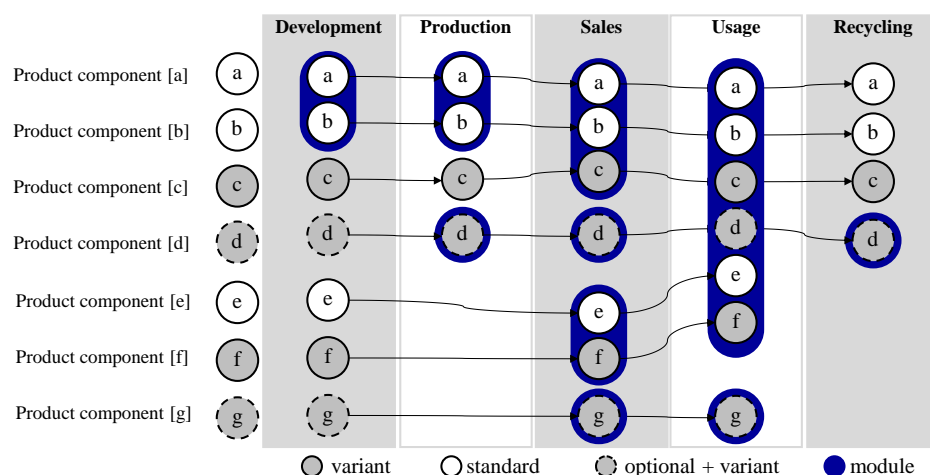 Development Production Sales Usage Recycling
Product component [a] a a a a a a
Product component [b] b b b b b b
Product component [c] c c c c c c
Product component [d] d d d d d d
Product component [e] e e e e
Product component [f] f f f f
Product component [g] g g g g
variant standard optional + variant module